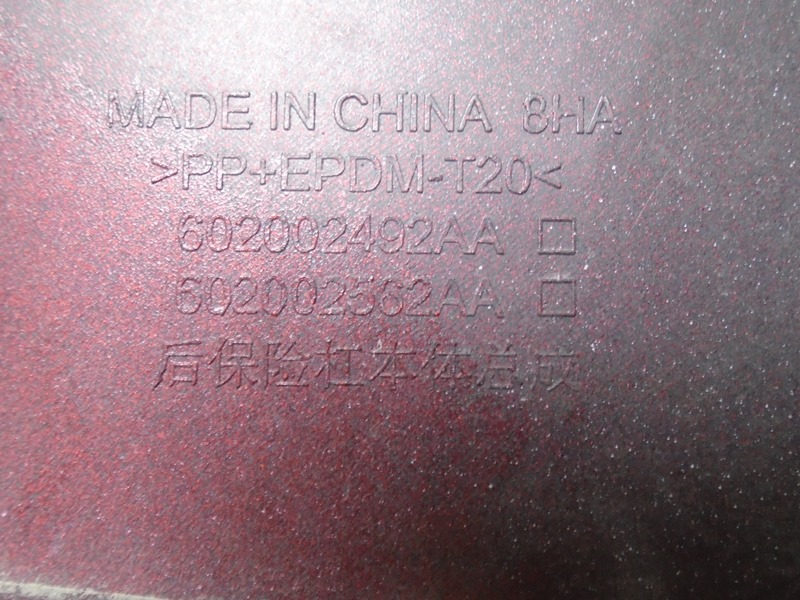 MADE IN CHINA 8HA
>PP+EPDM-T20<
602002492AA □
602002562AA □
后保险杠本体总成